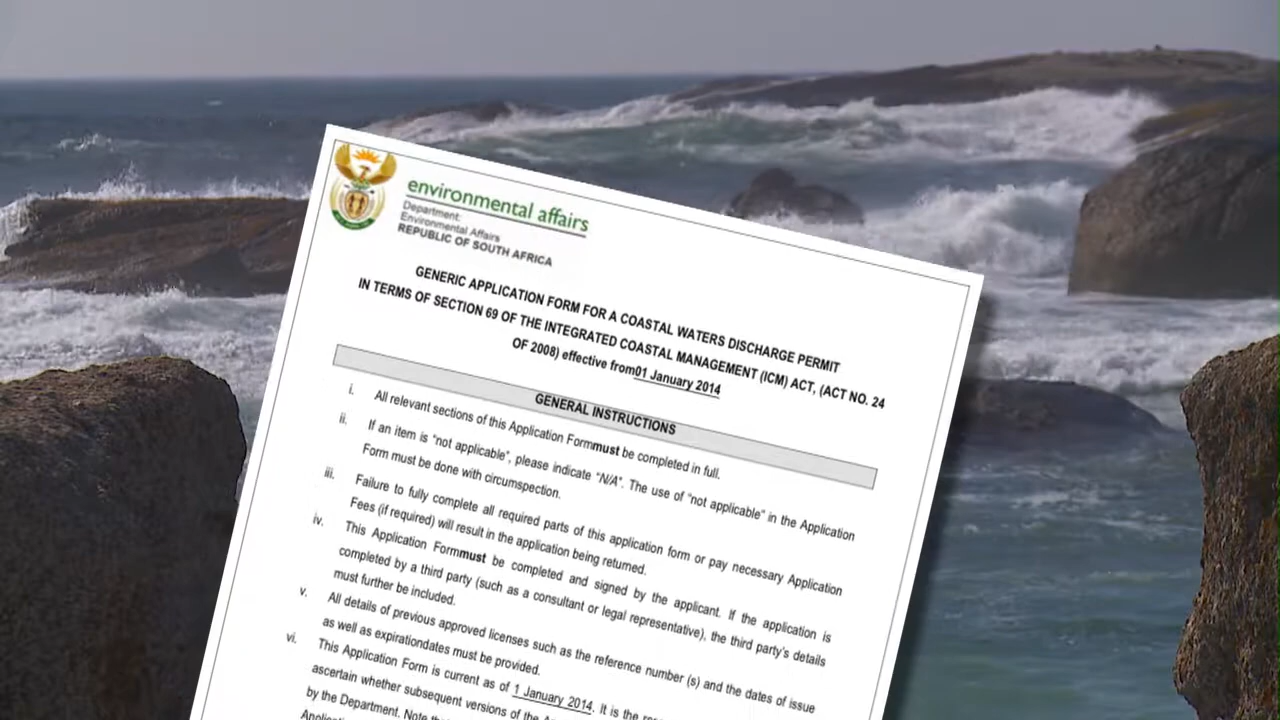 environmental affairs
Department:
Environmental Affairs
REPUBLIC OF SOUTH AFRICA
GENERIC APPLICATION FORM FOR A COASTAL WATERS DISCHARGE PERMIT
IN TERMS OF SECTION 69 OF THE INTEGRATED COASTAL MANAGEMENT (ICM) ACT, (ACT NO. 24
OF 2008) effective from01 January 2014
GENERAL INSTRUCTIONS
i. All relevant sections of this Application Formmust be completed in full.
ii. If an item is "not applicable", please indicate "N/A". The use of "not applicable" in the Application
Form must be done with circumspection.
iii. Failure to fully complete all required parts of this application form or pay necessary Application
Fees (if required) will result in the application being returned.
iv. This Application Formmust be completed and signed by the applicant. If the application is
completed by a third party (such as a consultant or legal representative), the third party's details
must further be included.
v. All details of previous approved licenses such as the reference number (s) and the dates of issue
as well as expirationdates must be provided.
vi. This Application Form is current as of 1 January 2014. It is the
ascertain whether subsequent versions of the
by the Department. Note